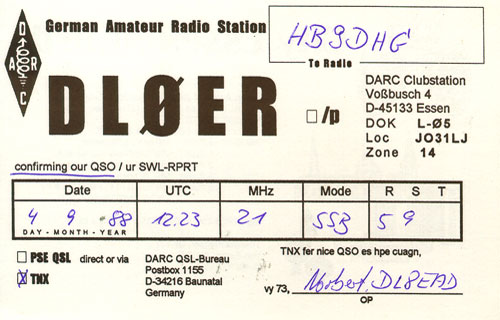 German Amateur Radio Station
HB9DHG
To Radio
D
A R
C
DLØER
□/p
DARC Clubstation
Voßbusch 4
D-45133 Essen
DOK L-Ø5
Loc JO31LJ
Zone 14
confirming our QSO / ur SWL-RPRT
Date UTC MHz Mode R S T
4 9 88 12.23 21 SSB 5 9
DAY - MONTH - YEAR
□ PSE QSL direct or via
☒ TNX
DARC QSL-Bureau
Postbox 1155
D-34216 Baunatal
Germany
TNX fer nice QSO es hpe cuagn,
vy 73, Norbert, DL8EAD
OP